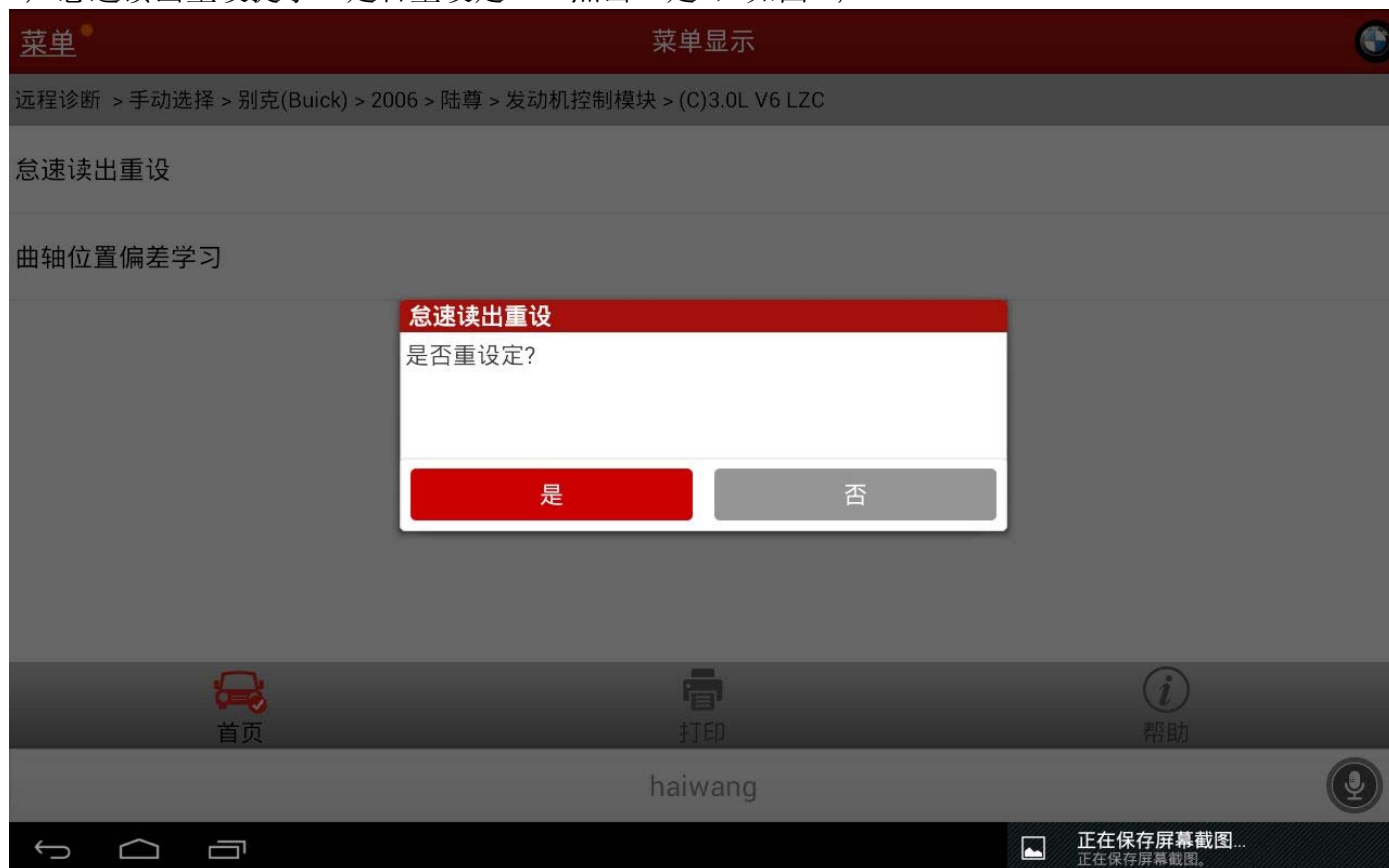 菜单
菜单显示
远程诊断 > 手动选择 > 别克(Buick) > 2006 > 陆尊 > 发动机控制模块 > (C)3.0L V6 LZC
怠速读出重设
曲轴位置偏差学习
怠速读出重设
是否重设定?
是
否
首页
打印
帮助
haiwang
正在保存屏幕截图...
正在保存屏幕截图。